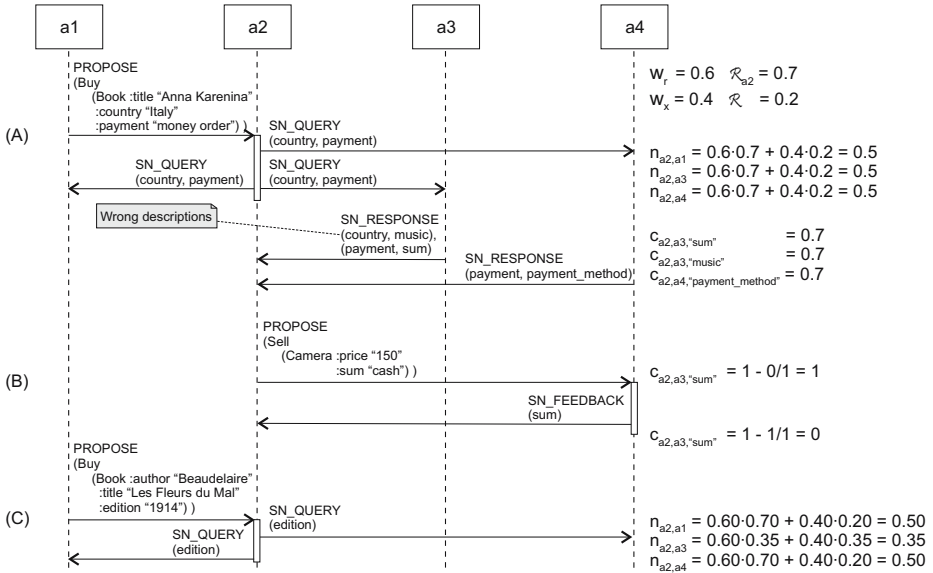 a1
a2
a3
a4
PROPOSE
(Buy
(Book :title “Anna Karenina”
:country “Italy”
:payment “money order”) )
w_r = 0.6 ℛ_a2 = 0.7
w_x = 0.4 ℛ = 0.2
(A)
SN_QUERY
(country, payment)
SN_QUERY
(country, payment)
SN_QUERY
(country, payment)
n_a2,a1 = 0.6·0.7 + 0.4·0.2 = 0.5
n_a2,a3 = 0.6·0.7 + 0.4·0.2 = 0.5
n_a2,a4 = 0.6·0.7 + 0.4·0.2 = 0.5
Wrong descriptions
SN_RESPONSE
(country, music),
(payment, sum)
SN_RESPONSE
(payment, payment_method)
c_a2,a3,“sum” = 0.7
c_a2,a3,“music” = 0.7
c_a2,a4,“payment_method” = 0.7
PROPOSE
(Sell
(Camera :price “150”
:sum “cash”) )
(B)
c_a2,a3,“sum” = 1 - 0/1 = 1
SN_FEEDBACK
(sum)
c_a2,a3,“sum” = 1 - 1/1 = 0
PROPOSE
(Buy
(Book :author “Beaudelaire”
:title “Les Fleurs du Mal”
:edition “1914”) )
(C)
SN_QUERY
(edition)
SN_QUERY
(edition)
n_a2,a1 = 0.60·0.70 + 0.40·0.20 = 0.50
n_a2,a3 = 0.60·0.35 + 0.40·0.35 = 0.35
n_a2,a4 = 0.60·0.70 + 0.40·0.20 = 0.50